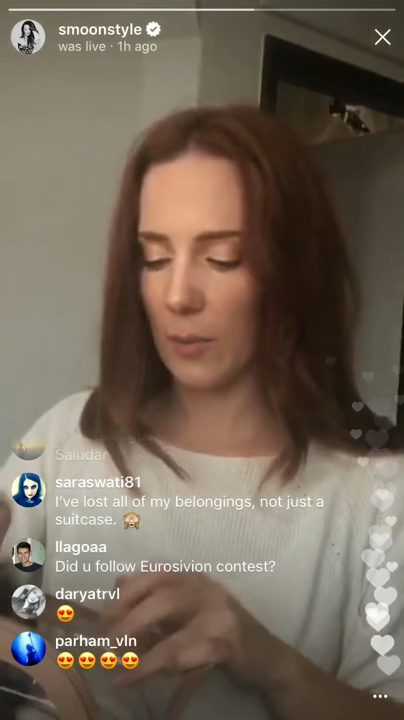 smoonstyle
was live · 1h ago
Saludar
saraswati81
I've lost all of my belongings, not just a
suitcase. 🙈
llagoaa
Did u follow Eurosivion contest?
daryatrvl
😍
parham_vln
😍😍😍😍